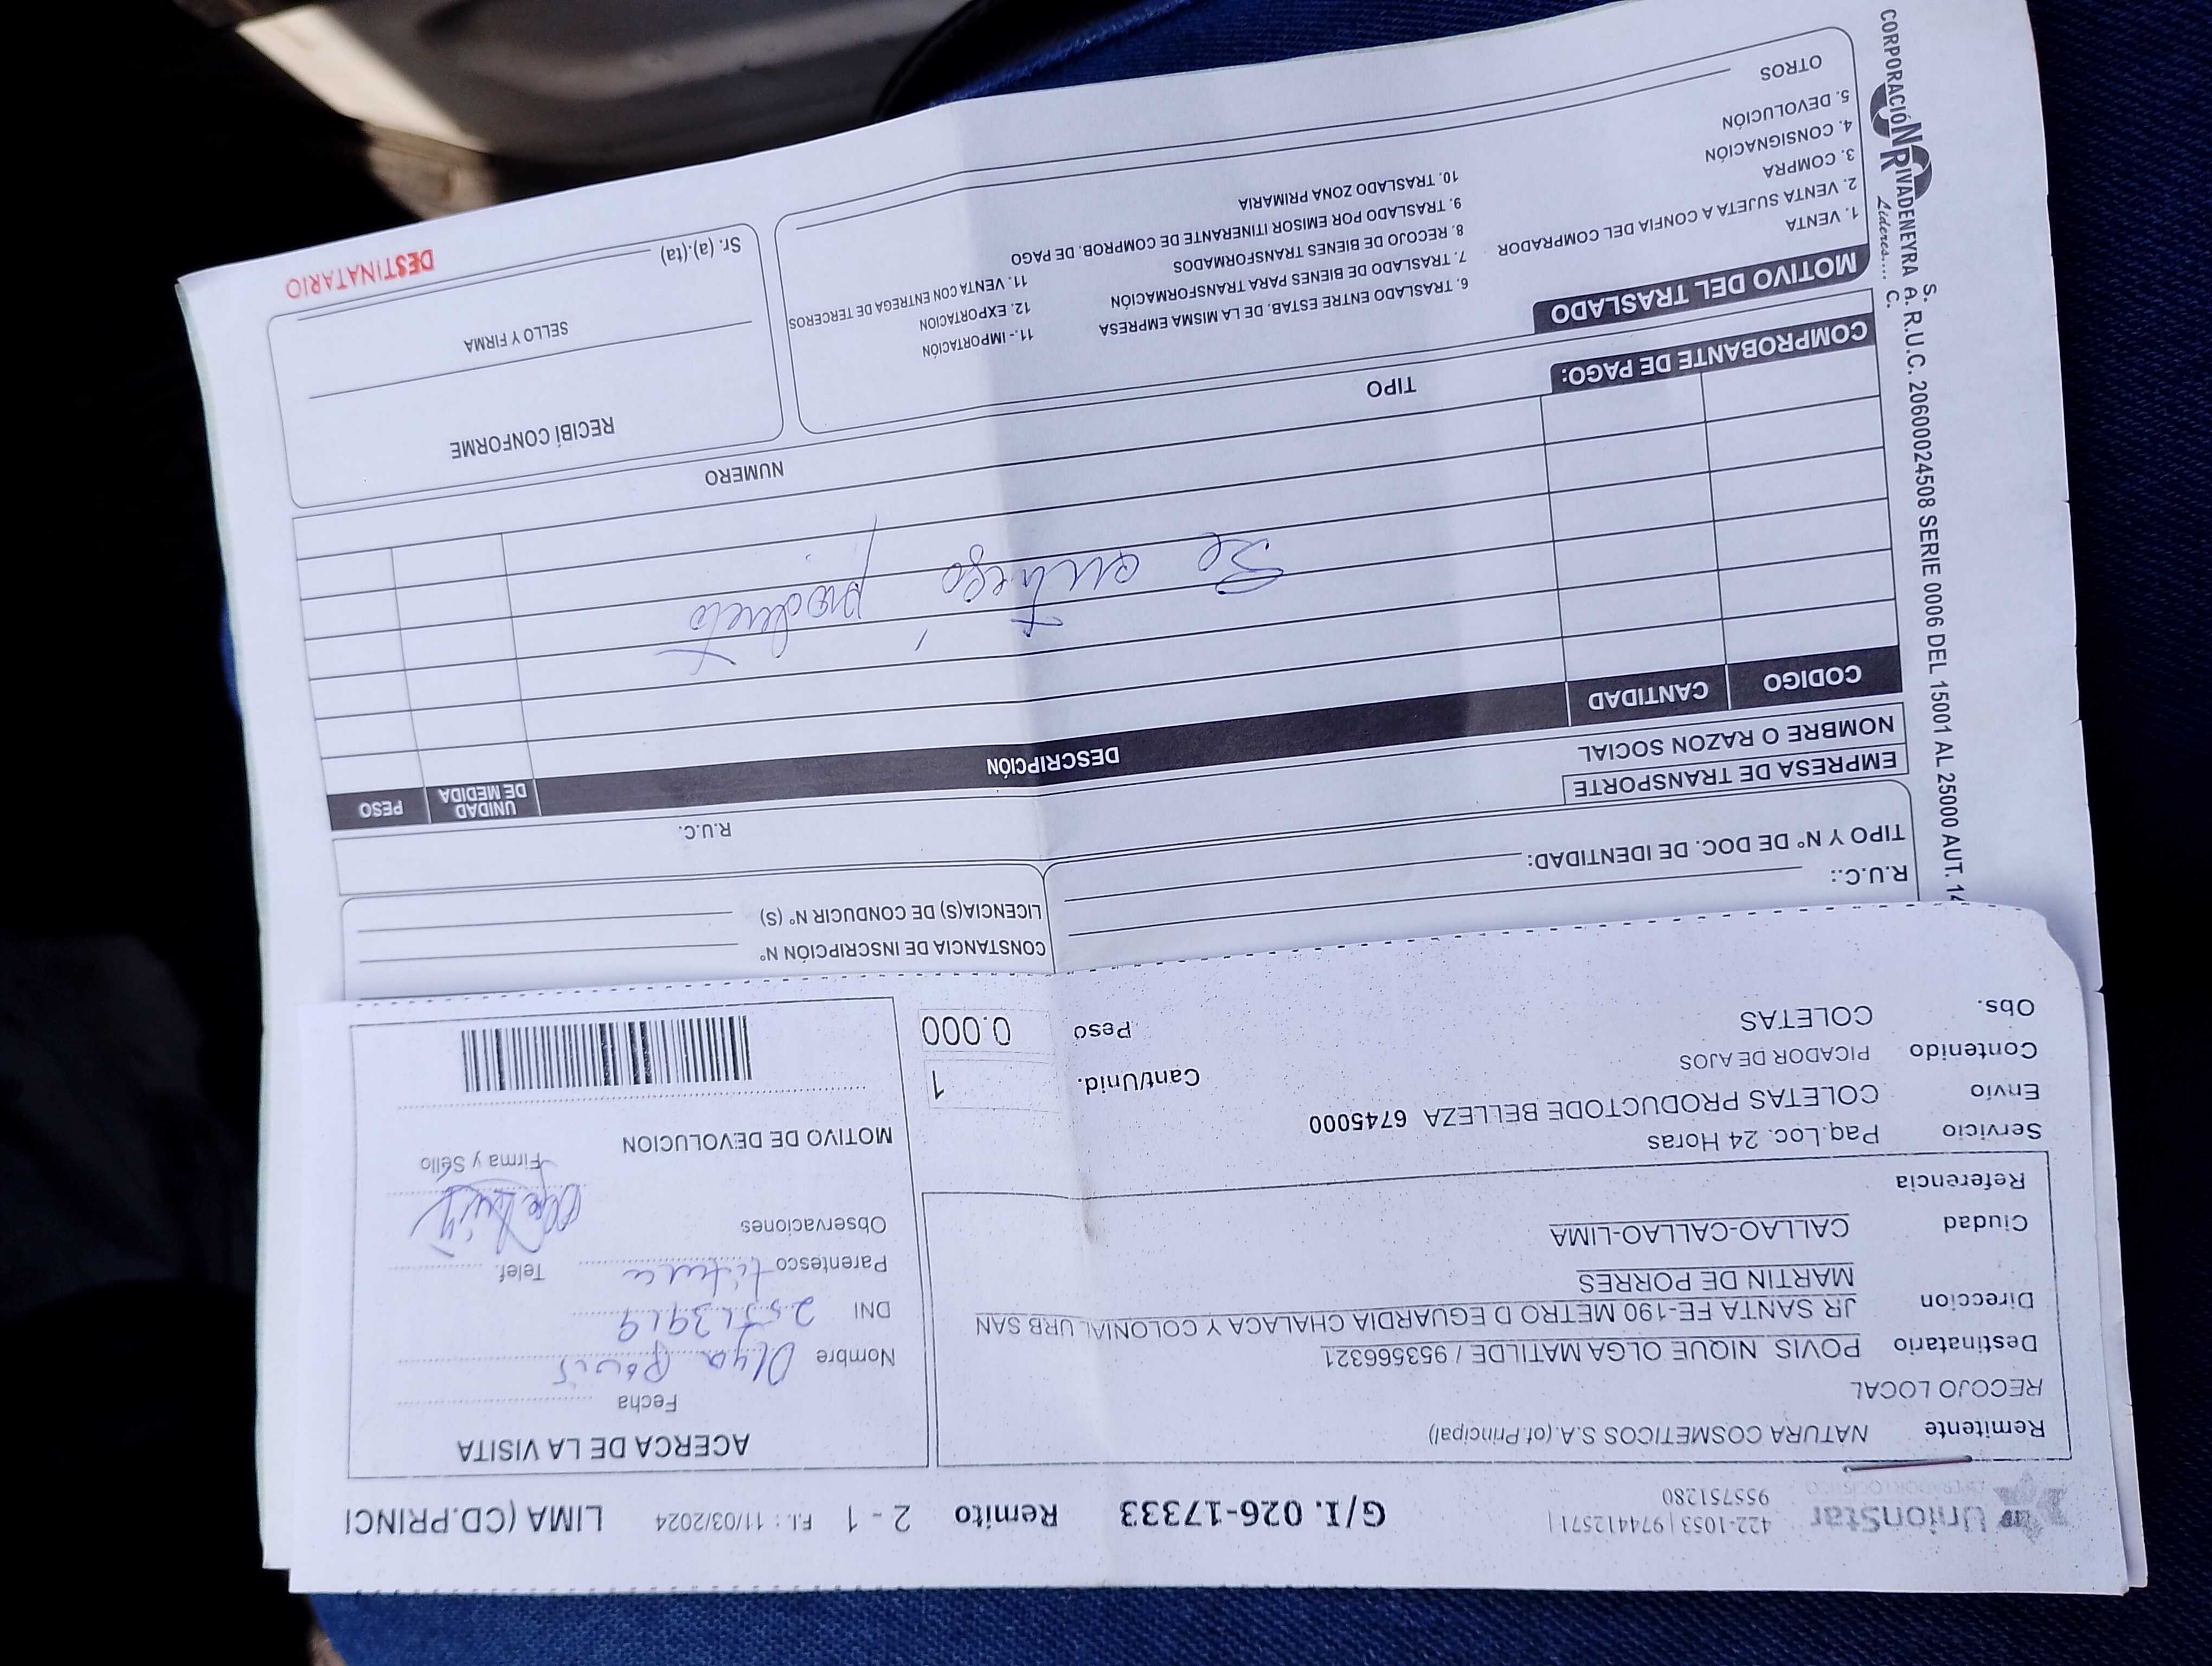 UnionStar
OPERADOR LOGISTICO
422-1053 | 974412571 |
955751280
G/I. 026-17333 Remito 2 - 1 F.I.: 11/03/2024 LIMA (CD.PRINCI
Remitente NATURA COSMETICOS S.A.(of.Principal)
RECOJO LOCAL
Destinatario POVIS NIQUE OLGA MATILDE / 953566321
Direccion JR SANTA FE-190 METRO D EGUARDIA CHALACA Y COLONIAL URB SAN
MARTIN DE PORRES
Ciudad CALLAO-CALLAO-LIMA
Referencia
Servicio Paq.Loc. 24 Horas
Envio COLETAS PRODUCTODE BELLEZA 6745000
Contenido PICADOR DE AJOS
Obs. COLETAS
Cant/Unid. 1
Peso 0.000
ACERCA DE LA VISITA
Fecha
Nombre Olga Povis
DNI
Parentesco titular Telef.
Observaciones
Firma y Sello
MOTIVO DE DEVOLUCION
CONSTANCIA DE INSCRIPCIÓN Nº
LICENCIA(S) DE CONDUCIR Nº (S)
R.U.C.:
TIPO Y Nº DE DOC. DE IDENTIDAD:
EMPRESA DE TRANSPORTE
NOMBRE O RAZON SOCIAL
R.U.C.
CODIGO CANTIDAD DESCRIPCIÓN UNIDAD DE MEDIDA PESO
Se entrego producto
COMPROBANTE DE PAGO: TIPO NUMERO
MOTIVO DEL TRASLADO
1. VENTA
2. VENTA SUJETA A CONFIA DEL COMPRADOR
3. COMPRA
4. CONSIGNACIÓN
5. DEVOLUCIÓN
OTROS
6. TRASLADO ENTRE ESTAB. DE LA MISMA EMPRESA
7. TRASLADO DE BIENES PARA TRANSFORMACIÓN
8. RECOJO DE BIENES TRANSFORMADOS
9. TRASLADO POR EMISOR ITINERANTE DE COMPROB. DE PAGO
10. TRASLADO ZONA PRIMARIA
11.- IMPORTACIÓN
12. EXPORTACION
11. VENTA CON ENTREGA DE TERCEROS
RECIBÍ CONFORME
SELLO Y FIRMA
Sr. (a).(ta)
DESTINATARIO
CORPORACIÓN RIVADENEYRA S. A. C. R.U.C. 20600024508 SERIE 0006 DEL 15001 AL 25000 AUT.
Líderes....